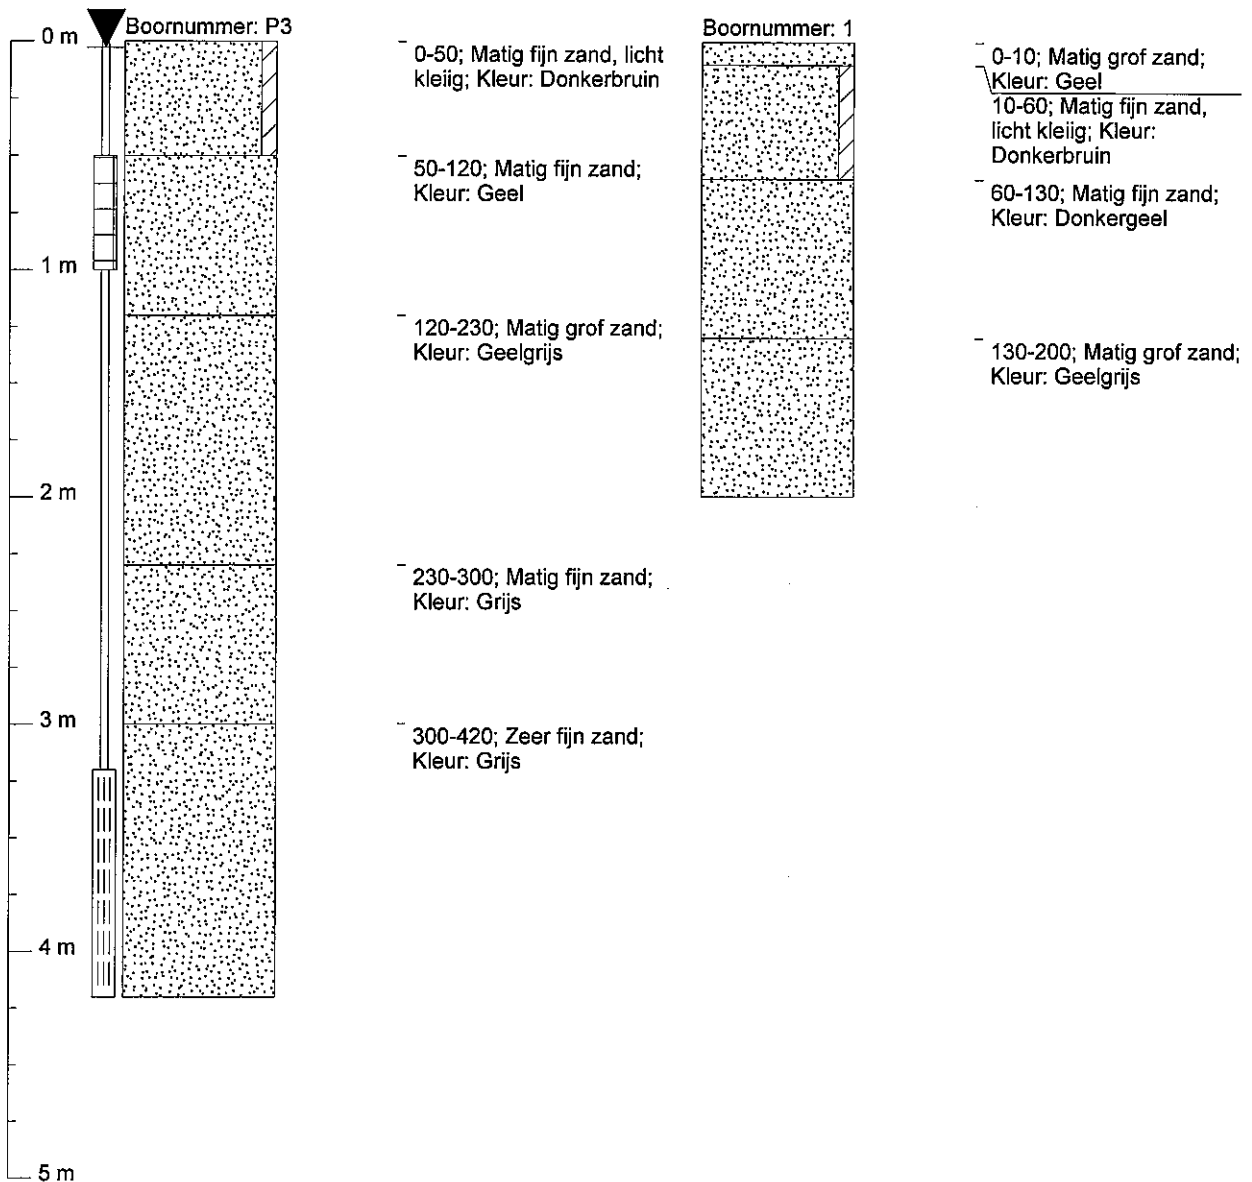 0 m
1 m
2 m
3 m
4 m
5 m
Boornummer: P3
0-50; Matig fijn zand, licht
kleiig; Kleur: Donkerbruin
50-120; Matig fijn zand;
Kleur: Geel
120-230; Matig grof zand;
Kleur: Geelgrijs
230-300; Matig fijn zand;
Kleur: Grijs
300-420; Zeer fijn zand;
Kleur: Grijs
Boornummer: 1
0-10; Matig grof zand;
Kleur: Geel
10-60; Matig fijn zand,
licht kleiig; Kleur:
Donkerbruin
60-130; Matig fijn zand;
Kleur: Donkergeel
130-200; Matig grof zand;
Kleur: Geelgrijs